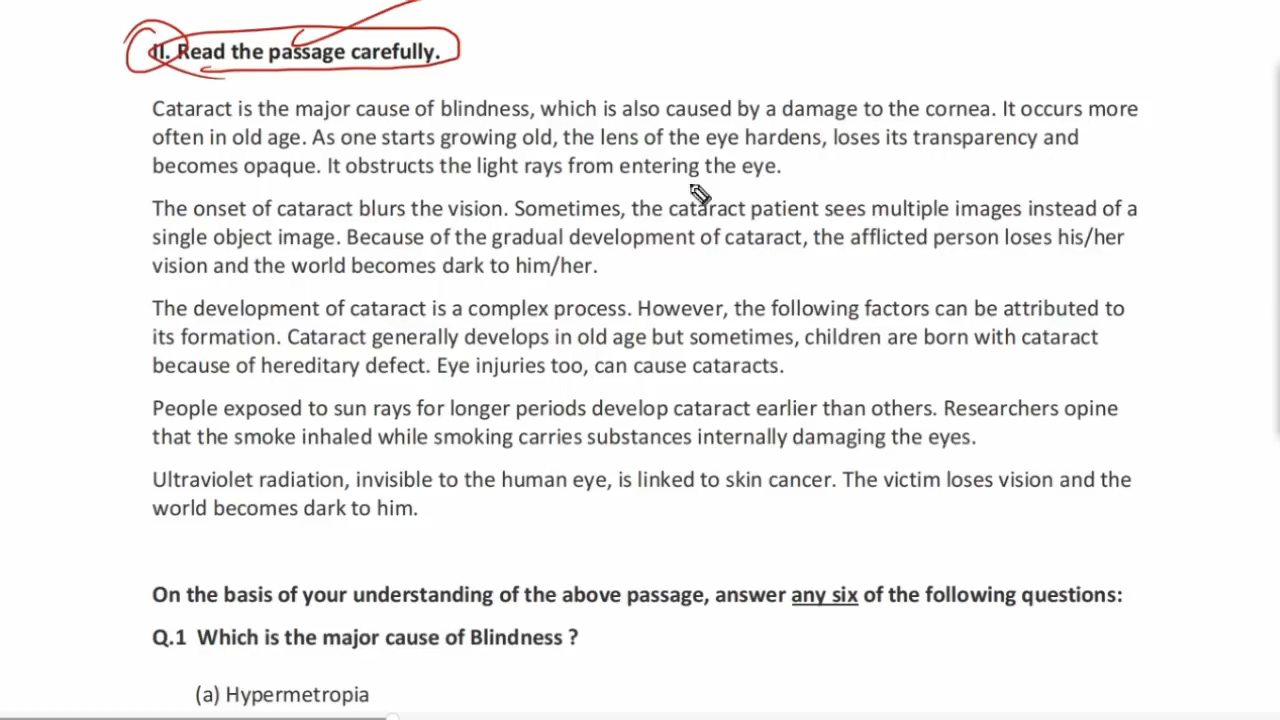 II. Read the passage carefully.
Cataract is the major cause of blindness, which is also caused by a damage to the cornea. It occurs more
often in old age. As one starts growing old, the lens of the eye hardens, loses its transparency and
becomes opaque. It obstructs the light rays from entering the eye.
The onset of cataract blurs the vision. Sometimes, the cataract patient sees multiple images instead of a
single object image. Because of the gradual development of cataract, the afflicted person loses his/her
vision and the world becomes dark to him/her.
The development of cataract is a complex process. However, the following factors can be attributed to
its formation. Cataract generally develops in old age but sometimes, children are born with cataract
because of hereditary defect. Eye injuries too, can cause cataracts.
People exposed to sun rays for longer periods develop cataract earlier than others. Researchers opine
that the smoke inhaled while smoking carries substances internally damaging the eyes.
Ultraviolet radiation, invisible to the human eye, is linked to skin cancer. The victim loses vision and the
world becomes dark to him.
On the basis of your understanding of the above passage, answer any six of the following questions:
Q.1 Which is the major cause of Blindness ?
(a) Hypermetropia